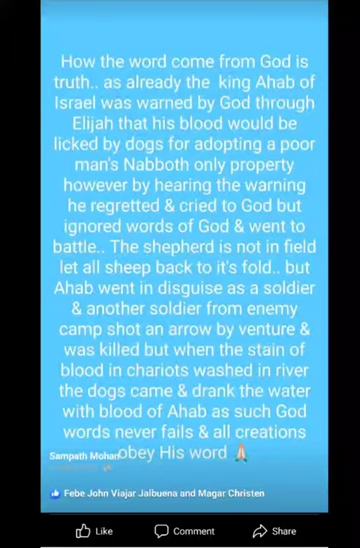 How the word come from God is
truth.. as already the king Ahab of
Israel was warned by God through
Elijah that his blood would be
licked by dogs for adopting a poor
man's Nabboth only property
however by hearing the warning
he regretted & cried to God but
ignored words of God & went to
battle.. The shepherd is not in field
let all sheep back to it's fold.. but
Ahab went in disguise as a soldier
& another soldier from enemy
camp shot an arrow by venture &
was killed but when the stain of
blood in chariots washed in river
the dogs came & drank the water
with blood of Ahab as such God
words never fails & all creations
obey His word 🙏🏻
Sampath Mohan
Febe John Viajar Jalbuena and Magar Christen
Like Comment Share